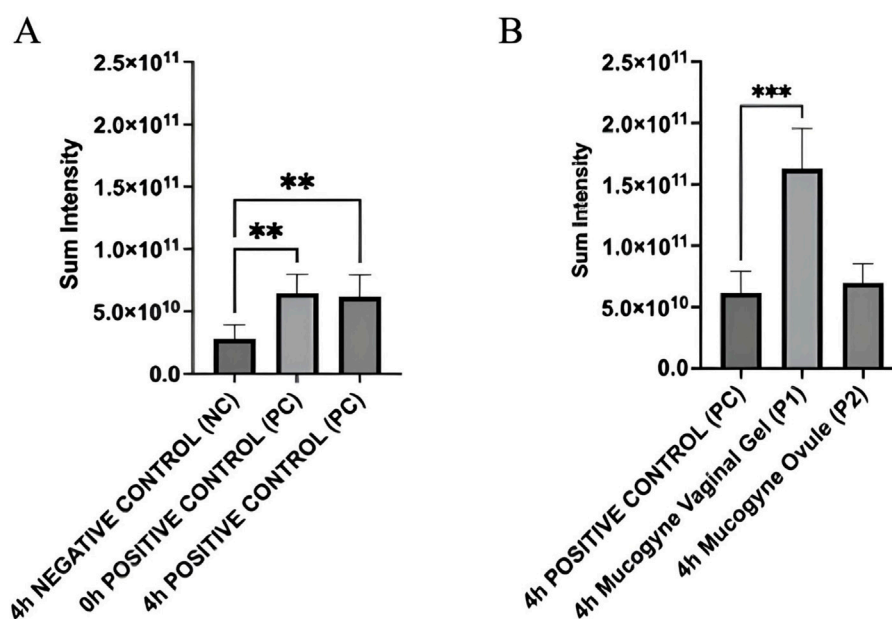 A
Sum Intensity
2.5×10¹¹
2.0×10¹¹
1.5×10¹¹
1.0×10¹¹
5.0×10¹⁰
0.0
**
**
4h NEGATIVE CONTROL (NC)
0h POSITIVE CONTROL (PC)
4h POSITIVE CONTROL (PC)
B
Sum Intensity
2.5×10¹¹
2.0×10¹¹
1.5×10¹¹
1.0×10¹¹
5.0×10¹⁰
0.0
***
4h POSITIVE CONTROL (PC)
4h Mucogyne Vaginal Gel (P1)
4h Mucogyne Ovule (P2)